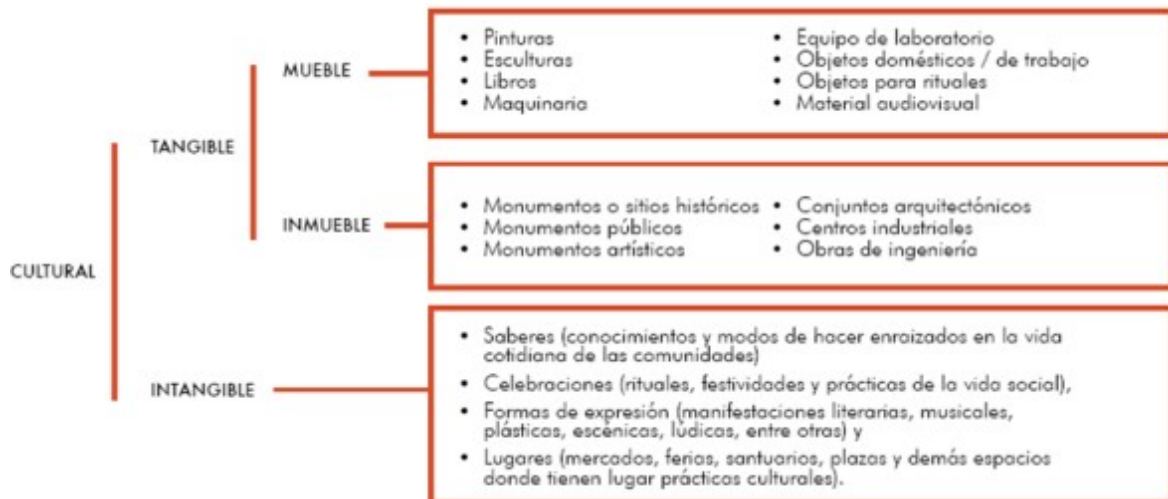 CULTURAL
TANGIBLE
MUEBLE
• Pinturas
• Esculturas
• Libros
• Maquinaria
• Equipo de laboratorio
• Objetos domésticos / de trabajo
• Objetos para rituales
• Material audiovisual
INMUEBLE
• Monumentos o sitios históricos
• Monumentos públicos
• Monumentos artísticos
• Conjuntos arquitectónicos
• Centros industriales
• Obras de ingeniería
INTANGIBLE
• Saberes (conocimientos y modos de hacer enraizados en la vida
cotidiana de las comunidades)
• Celebraciones (rituales, festividades y prácticas de la vida social),
• Formas de expresión (manifestaciones literarias, musicales,
plásticas, escénicas, lúdicas, entre otras) y
• Lugares (mercados, ferias, santuarios, plazas y demás espacios
donde tienen lugar prácticas culturales).